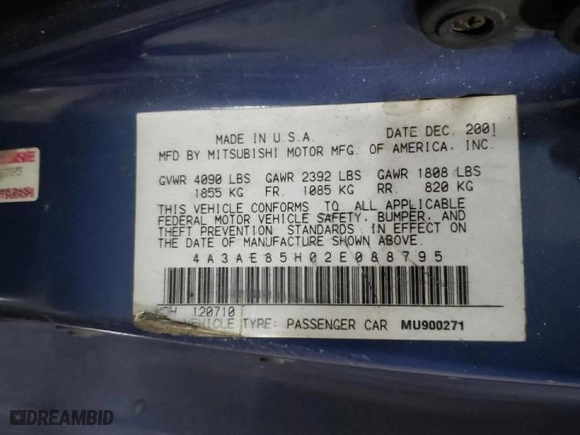 MADE IN U.S.A. DATE DEC. 2001
MFD BY MITSUBISHI MOTOR MFG. OF AMERICA, INC.
GVWR 4090 LBS GAWR 2392 LBS GAWR 1808 LBS
1855 KG FR. 1085 KG RR. 820 KG
THIS VEHICLE CONFORMS TO ALL APPLICABLE
FEDERAL MOTOR VEHICLE SAFETY, BUMPER, AND
THEFT PREVENTION STANDARDS IN EFFECT ON THE
DATE OF MANUFACTURE SHOWN ABOVE.
4A3AE85H02E088795
120710
VEHICLE TYPE: PASSENGER CAR MU900271
DREAMBID